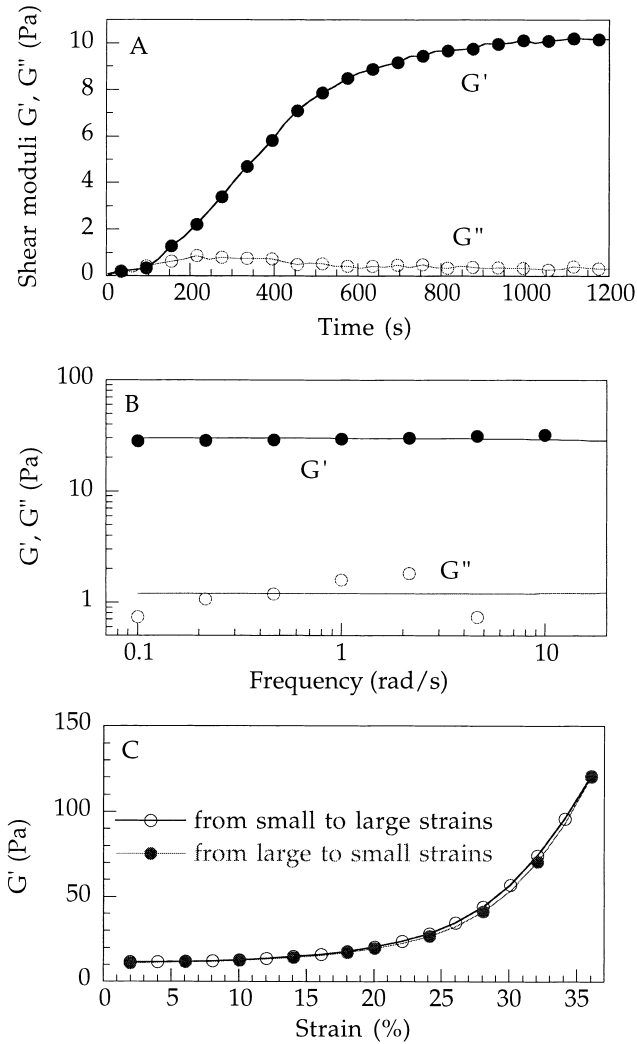 Shear moduli G', G" (Pa)
A
10
8
6
4
2
0
G'
G"
0 200 400 600 800 1000 1200
Time (s)
G', G" (Pa)
B
100
10
1
G'
G"
0.1 1 10
Frequency (rad/s)
G' (Pa)
C
150
100
50
0
from small to large strains
from large to small strains
0 5 10 15 20 25 30 35
Strain (%)